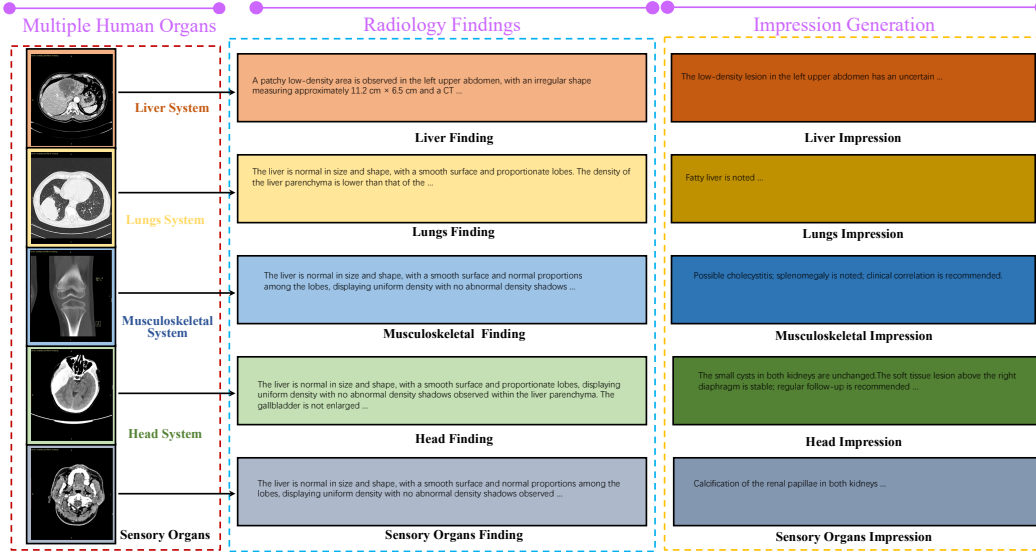 Multiple Human Organs
Radiology Findings
Impression Generation
Liver System
A patchy low-density area is observed in the left upper abdomen, with an irregular shape
measuring approximately 11.2 cm × 6.5 cm and a CT ...
Liver Finding
The low-density lesion in the left upper abdomen has an uncertain ...
Liver Impression
Lungs System
The liver is normal in size and shape, with a smooth surface and proportionate lobes. The density of
the liver parenchyma is lower than that of the ...
Lungs Finding
Fatty liver is noted ...
Lungs Impression
Musculoskeletal
System
The liver is normal in size and shape, with a smooth surface and normal proportions
among the lobes, displaying uniform density with no abnormal density shadows ...
Musculoskeletal Finding
Possible cholecystitis; splenomegaly is noted; clinical correlation is recommended.
Musculoskeletal Impression
Head System
The liver is normal in size and shape, with a smooth surface and proportionate lobes, displaying
uniform density with no abnormal density shadows observed within the liver parenchyma. The
gallbladder is not enlarged ...
Head Finding
The small cysts in both kidneys are unchanged.The soft tissue lesion above the right
diaphragm is stable; regular follow-up is recommended ...
Head Impression
Sensory Organs
The liver is normal in size and shape, with a smooth surface and normal proportions among the
lobes, displaying uniform density with no abnormal density shadows observed ...
Sensory Organs Finding
Calcification of the renal papillae in both kidneys ...
Sensory Organs Impression